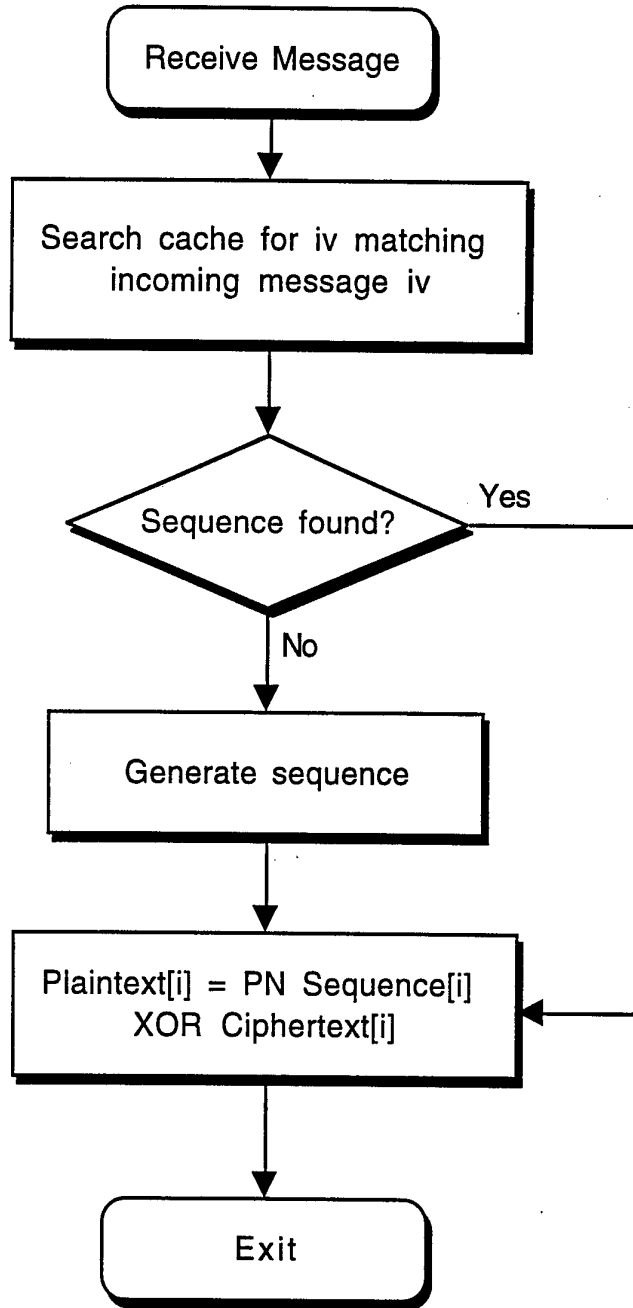 Receive Message
Search cache for iv matching
incoming message iv
Sequence found?
Yes
No
Generate sequence
Plaintext[i] = PN Sequence[i]
XOR Ciphertext[i]
Exit